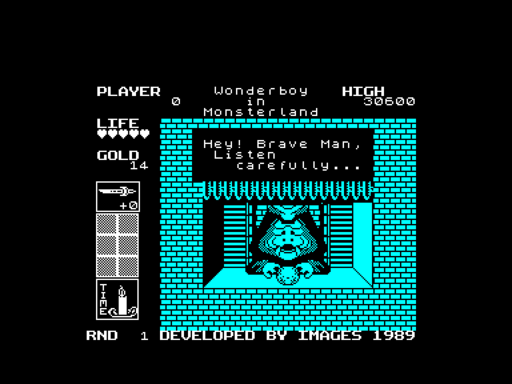 PLAYER Wonderboy HIGH
0 in 30600
Monsterland
LIFE
Hey! Brave Man,
Listen
GOLD carefully...
14
+0
TIME
RND 1 DEVELOPED BY IMAGES 1989